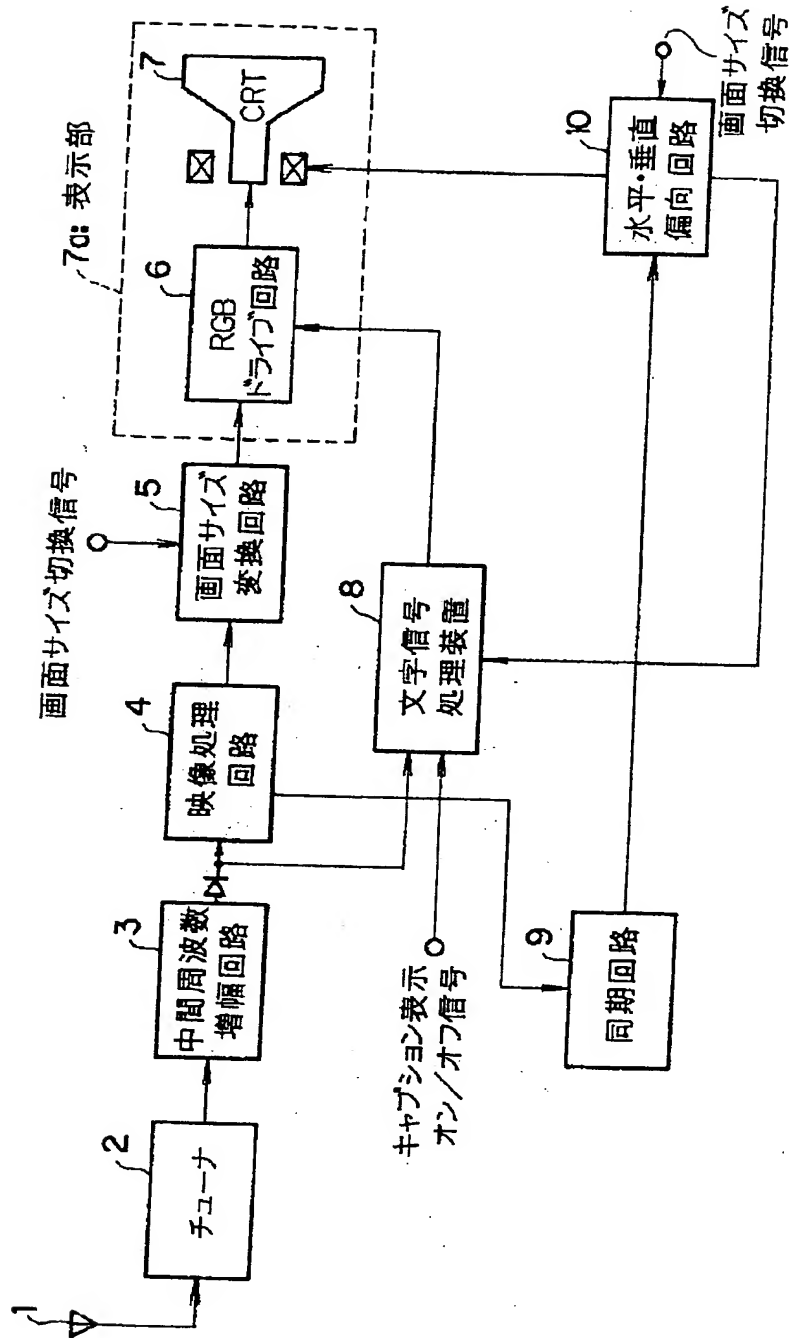 1
2
チューナ
3
中間周波数
増幅回路
4
映像処理
回路
画面サイズ切換信号
5
画面サイズ
変換回路
7a: 表示部
6
RGB
ドライブ回路
7
CRT
キャプション表示
オン/オフ信号
8
文字信号
処理装置
9
同期回路
10
水平・垂直
偏向回路
画面サイズ
切換信号